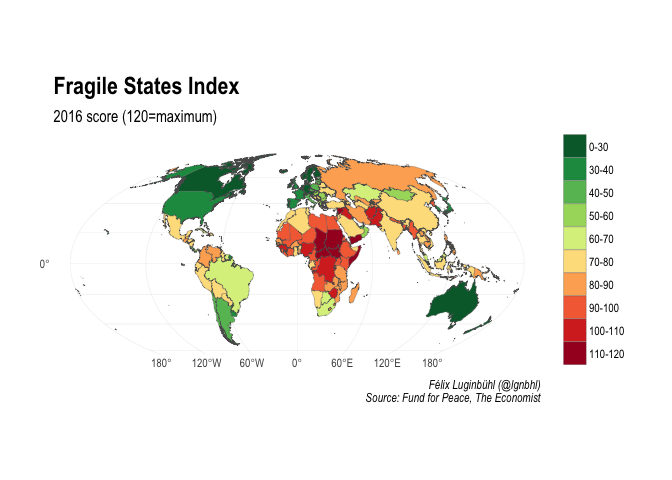 Fragile States Index
2016 score (120=maximum)
0-30
30-40
40-50
50-60
60-70
70-80
80-90
90-100
100-110
110-120
0°
180° 120°W 60°W 0° 60°E 120°E 180°
Félix Luginbühl (@lgnbhl)
Source: Fund for Peace, The Economist